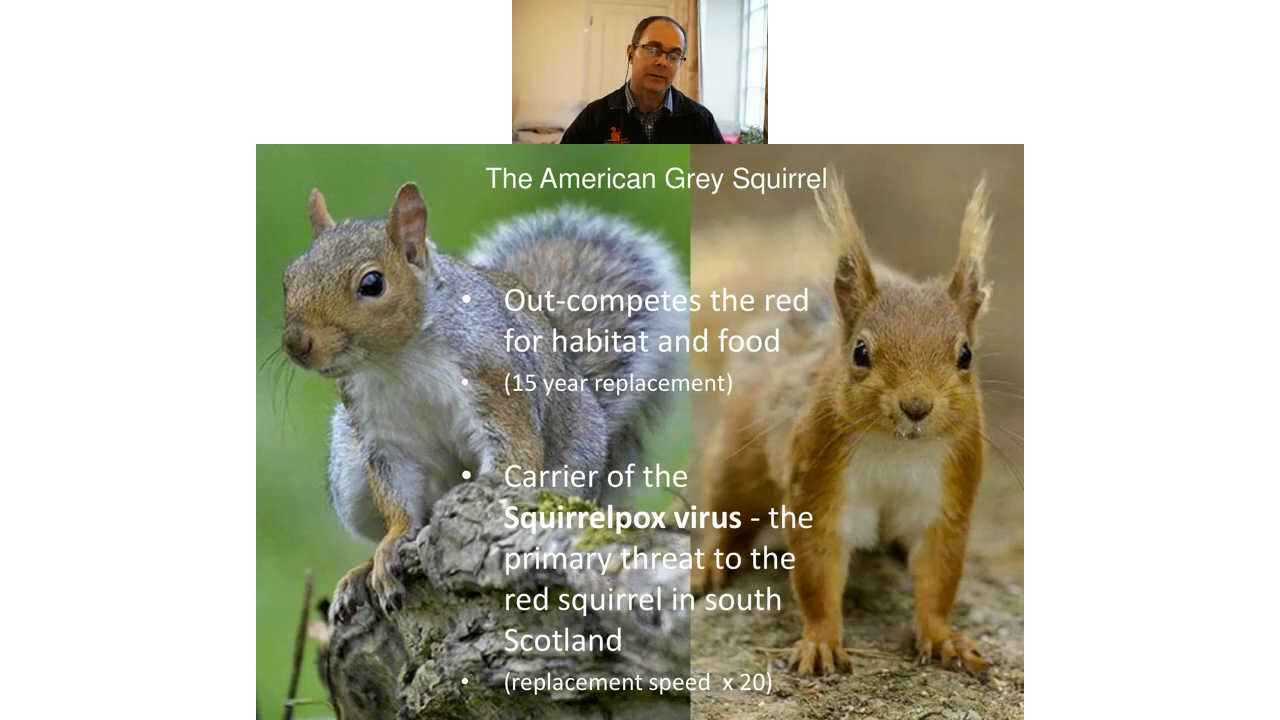 The American Grey Squirrel
• Out-competes the red
for habitat and food
• (15 year replacement)
• Carrier of the
Squirrelpox virus - the
primary threat to the
red squirrel in south
Scotland
• (replacement speed x 20)